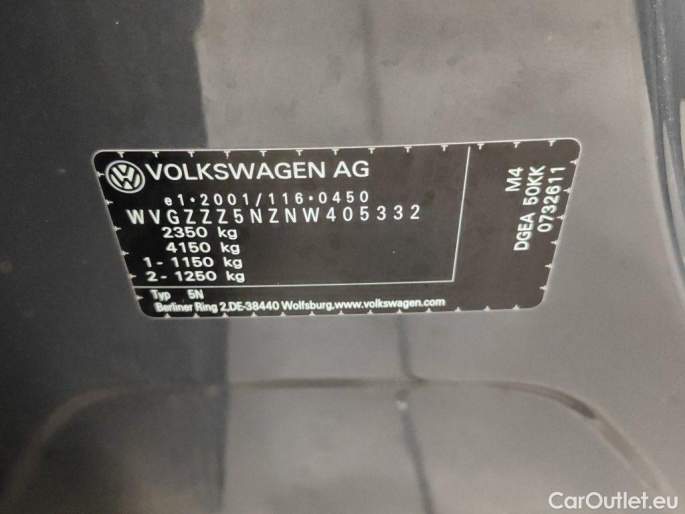 VOLKSWAGEN AG
e1*2001/116*0450
WVGZZZ5NZNW405332
2350 kg
4150 kg
1 - 1150 kg
2 - 1250 kg
Typ 5N
Berliner Ring 2,DE-38440 Wolfsburg,www.volkswagen.com
M4
DGEA 50KK
0732611
CarOutlet.eu